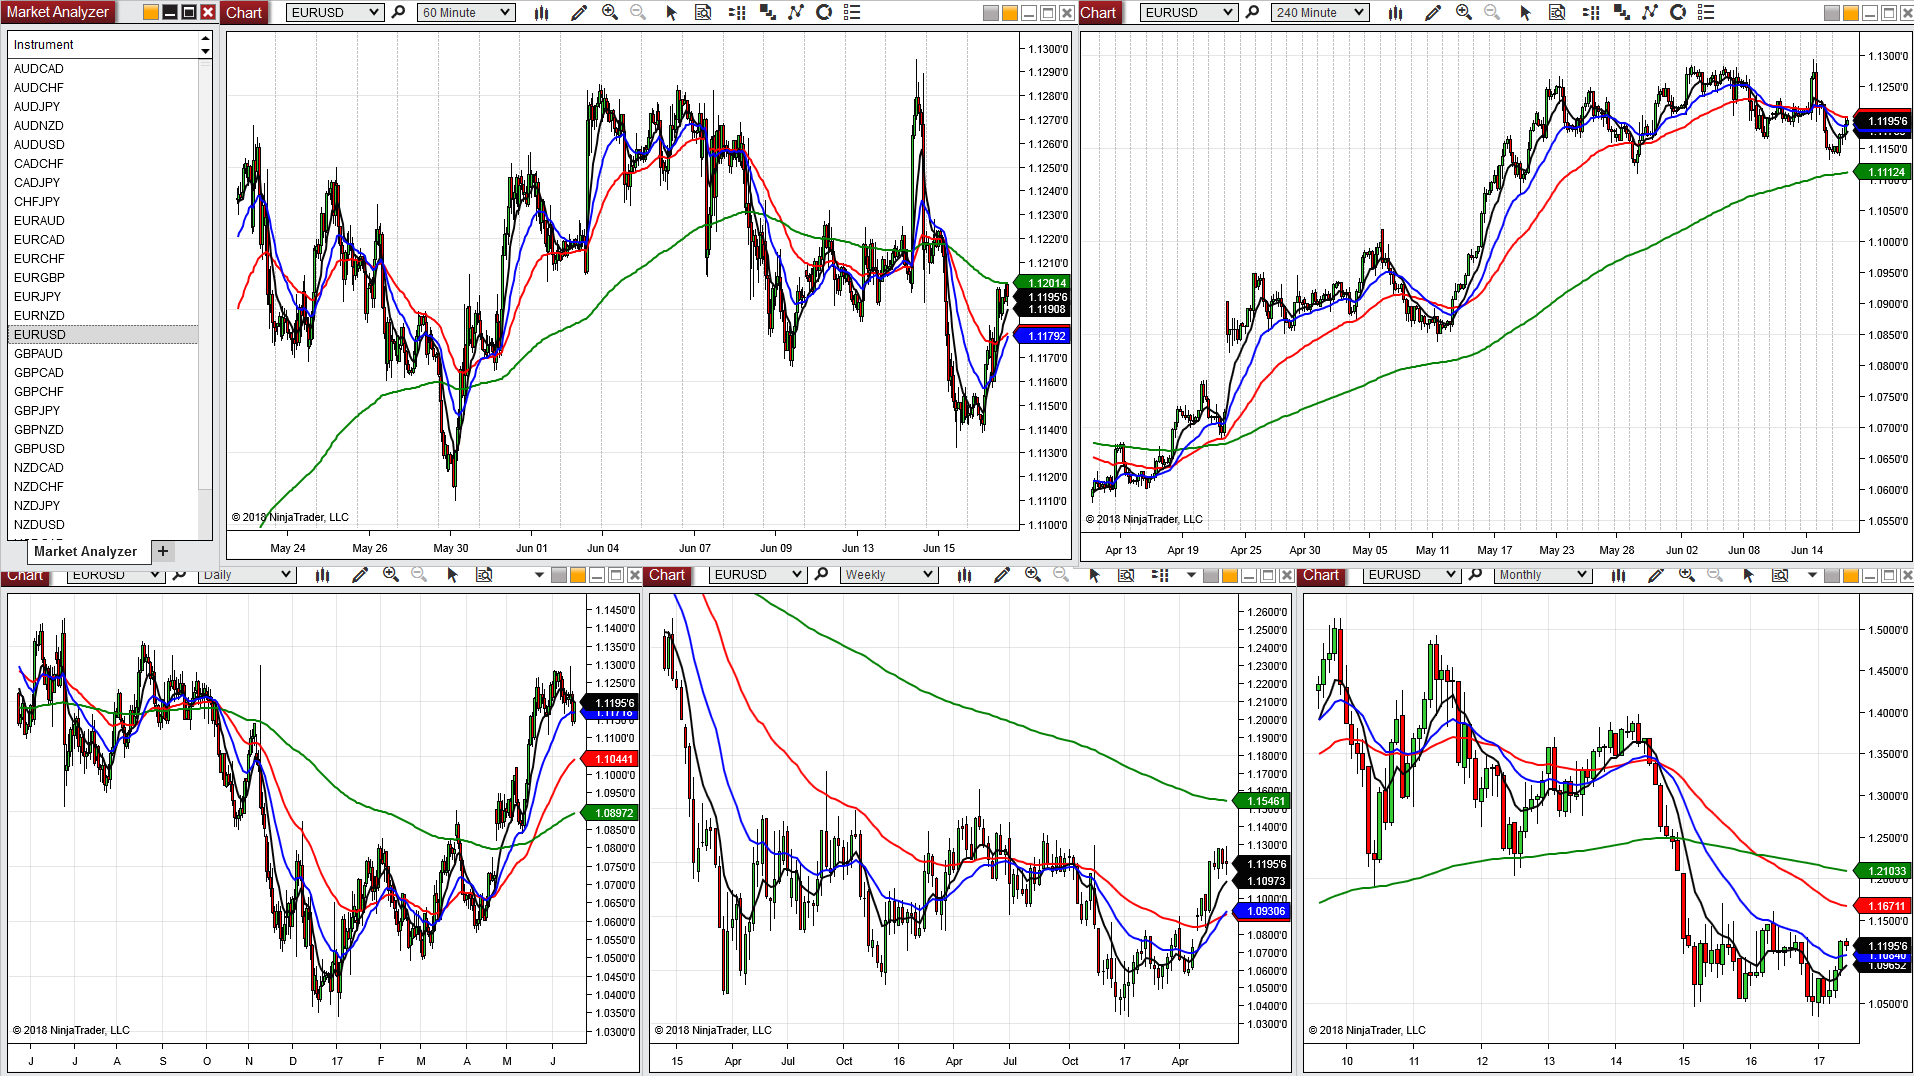 Market Analyzer
Instrument
AUDCAD
AUDCHF
AUDJPY
AUDNZD
AUDUSD
CADCHF
CADJPY
CHFJPY
EURAUD
EURCAD
EURCHF
EURGBP
EURJPY
EURNZD
EURUSD
GBPAUD
GBPCAD
GBPCHF
GBPJPY
GBPNZD
GBPUSD
NZDCAD
NZDCHF
NZDJPY
NZDUSD
Market Analyzer +
Chart EURUSD 60 Minute
1.1300'0
1.1290'0
1.1280'0
1.1270'0
1.1260'0
1.1250'0
1.1240'0
1.1230'0
1.1220'0
1.1210'0
1.12014
1.1195'6
1.11908
1.11792
1.1170'0
1.1160'0
1.1150'0
1.1140'0
1.1130'0
1.1120'0
1.1110'0
1.1100'0
© 2018 NinjaTrader, LLC
May 24 May 26 May 30 Jun 01 Jun 04 Jun 07 Jun 09 Jun 13 Jun 15
Chart EURUSD 240 Minute
1.1300'0
1.1250'0
1.1195'6
1.1150'0
1.11124
1.1050'0
1.1000'0
1.0950'0
1.0900'0
1.0850'0
1.0800'0
1.0750'0
1.0700'0
1.0650'0
1.0600'0
1.0550'0
© 2018 NinjaTrader, LLC
Apr 13 Apr 19 Apr 25 Apr 30 May 05 May 11 May 17 May 23 May 28 Jun 02 Jun 08 Jun 14
Chart EURUSD Daily
1.1450'0
1.1400'0
1.1350'0
1.1300'0
1.1250'0
1.1195'6
1.11718
1.1100'0
1.10441
1.1000'0
1.0950'0
1.08972
1.0850'0
1.0800'0
1.0750'0
1.0700'0
1.0650'0
1.0600'0
1.0550'0
1.0500'0
1.0450'0
1.0400'0
1.0350'0
1.0300'0
© 2018 NinjaTrader, LLC
J J A S O N D 17 F M A M J
Chart EURUSD Weekly
1.2600'0
1.2500'0
1.2400'0
1.2300'0
1.2200'0
1.2100'0
1.2000'0
1.1900'0
1.1800'0
1.1700'0
1.1600'0
1.15461
1.1400'0
1.1300'0
1.1195'6
1.10973
1.1000'0
1.09306
1.0800'0
1.0700'0
1.0600'0
1.0500'0
1.0400'0
1.0300'0
© 2018 NinjaTrader, LLC
15 Apr Jul Oct 16 Apr Jul Oct 17 Apr
Chart EURUSD Monthly
1.5000'0
1.4500'0
1.4000'0
1.3500'0
1.3000'0
1.2500'0
1.21033
1.16711
1.1500'0
1.1195'6
1.09652
1.0500'0
© 2018 NinjaTrader, LLC
10 11 12 13 14 15 16 17